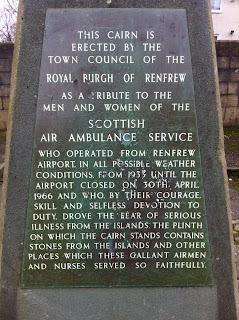 THIS CAIRN IS
ERECTED BY THE
TOWN COUNCIL OF THE
ROYAL BURGH OF RENFREW
AS A TRIBUTE TO THE
MEN AND WOMEN OF THE
SCOTTISH
AIR AMBULANCE SERVICE
WHO OPERATED FROM RENFREW
AIRPORT, IN ALL POSSIBLE WEATHER
CONDITIONS, FROM 1933 UNTIL THE
AIRPORT CLOSED ON 30TH APRIL
1966 AND WHO, BY THEIR COURAGE,
SKILL AND SELFLESS DEVOTION TO
DUTY, DROVE THE FEAR OF SERIOUS
ILLNESS FROM THE ISLANDS. THE PLINTH
ON WHICH THE CAIRN STANDS CONTAINS
STONES FROM THE ISLANDS AND OTHER
PLACES WHICH THESE GALLANT AIRMEN
AND NURSES SERVED SO FAITHFULLY.